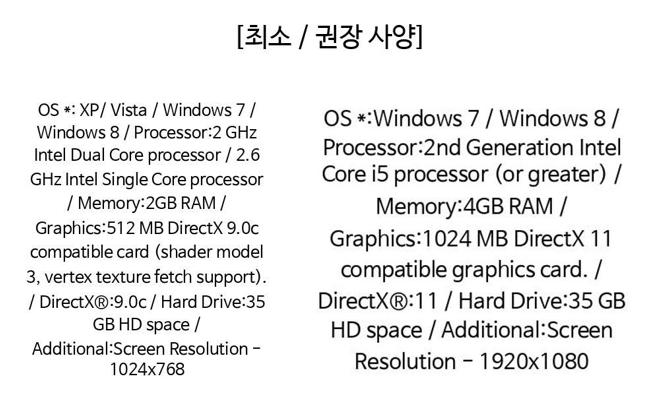 [최소 / 권장 사양]
OS *: XP/ Vista / Windows 7 /
Windows 8 / Processor:2 GHz
Intel Dual Core processor / 2.6
GHz Intel Single Core processor
/ Memory:2GB RAM /
Graphics:512 MB DirectX 9.0c
compatible card (shader model
3, vertex texture fetch support).
/ DirectX®:9.0c / Hard Drive:35
GB HD space /
Additional:Screen Resolution -
1024x768
OS *:Windows 7 / Windows 8 /
Processor:2nd Generation Intel
Core i5 processor (or greater) /
Memory:4GB RAM /
Graphics:1024 MB DirectX 11
compatible graphics card. /
DirectX®:11 / Hard Drive:35 GB
HD space / Additional:Screen
Resolution - 1920x1080